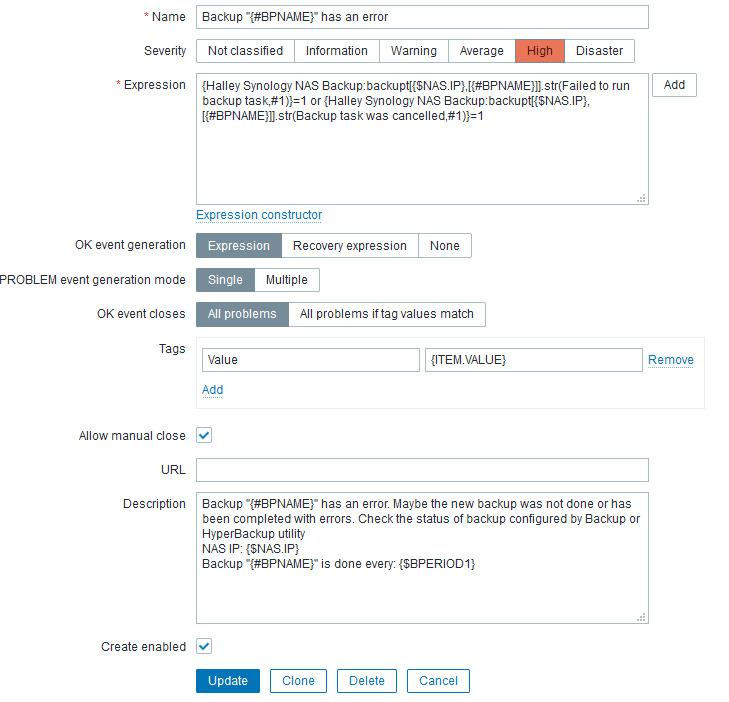 * Name Backup "{#BPNAME}" has an error
Severity Not classified Information Warning Average High Disaster
* Expression {Halley Synology NAS Backup:backupt[{$NAS.IP},[{#BPNAME}]].str(Failed to run Add
backup task,#1)}=1 or {Halley Synology NAS Backup:backupt[{$NAS.IP},
[{#BPNAME}]].str(Backup task was cancelled,#1)}=1
Expression constructor
OK event generation Expression Recovery expression None
PROBLEM event generation mode Single Multiple
OK event closes All problems All problems if tag values match
Tags
Value {ITEM.VALUE} Remove
Add
Allow manual close
URL
Description Backup "{#BPNAME}" has an error. Maybe the new backup was not done or has
been completed with errors. Check the status of backup configured by Backup or
HyperBackup utility
NAS IP: {$NAS.IP}
Backup "{#BPNAME}" is done every: {$BPERIOD1}
Create enabled
Update Clone Delete Cancel